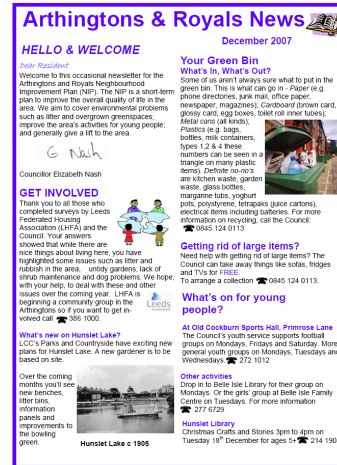 Arthingtons & Royals News
December 2007
HELLO & WELCOME
Dear Resident
Welcome to this occasional newsletter for the
Arthingtons and Royals Neighbourhood
Improvement Plan (NIP). The NIP is a short-term
plan to improve the overall quality of life in the
area. We aim to cover environmental problems
such as litter and overgrown greenspaces;
improve the area's activities for young people;
and generally give a lift to the area.
E Nash
Councillor Elizabeth Nash
GET INVOLVED
Thank you to all those
who completed
surveys by Leeds
Federated Housing
Association (LHFA) and the
Council. Your answers
showed that while there are
nice things about living here, you have
highlighted some issues such as litter and
rubbish in the area, untidy gardens, lack of
shrub maintenance and dog problems. We hope,
with your help, to deal with these and other
issues over the coming year. LHFA is
beginning a community group in the
Arthingtons so if you want to get in-
volved call ☎ 386 1000.
Leeds
What's new on Hunslet Lake?
LCC's Parks and Countryside have exciting new
plans for Hunslet Lake. A new gardener is to be
based on site.
Over the coming
months you'll see
new benches,
litter bins,
information
panels and
improvements to
the bowling
green.
Hunslet Lake c 1905
Your Green Bin
What's In, What's Out?
Some of us aren't always sure what to put in the
green bin. This is what can go in - Paper (e.g.
phone directories, junk mail, office paper,
newspaper, magazines); Cardboard (brown card,
glossy card, egg boxes, toilet roll inner tubes);
Metal cans (all kinds);
Plastics (e.g. bags,
bottles, milk containers,
types 1,2 & 4 these
numbers can be seen in a
triangle on many plastic
items). Definite no-no's
are kitchen waste, garden
waste, glass bottles,
margarine tubs, yoghurt
pots, polystyrene, tetrapaks (juice cartons),
electrical items including batteries. For more
information on recycling, call the Council:
☎ 0845 124 0113
Getting rid of large items?
Need help with getting rid of large items? The
Council can take away things like sofas, fridges
and TVs for FREE.
To arrange a collection ☎ 0845 124 0113.
What's on for young
people?
At Old Cockburn Sports Hall, Primrose Lane
The Council's youth service supports football
groups on Mondays, Fridays and Saturday. More
general youth groups on Mondays, Tuesdays and
Wednesdays. ☎ 272 1012
Other activities
Drop in to Belle Isle Library for their group on
Mondays. Or the girls' group at Belle Isle Family
Centre on Tuesdays. For more information
☎ 277 6729
Hunslet Library
Christmas Crafts and Stories 3pm to 4pm on
Tuesday 18th December for ages 5+ ☎ 214 190